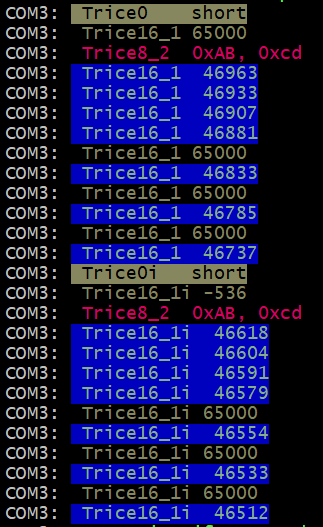 COM3: Trice0 short
COM3: Trice16_1 65000
COM3: Trice8_2 0xAB, 0xcd
COM3: Trice16_1 46963
COM3: Trice16_1 46933
COM3: Trice16_1 46907
COM3: Trice16_1 46881
COM3: Trice16_1 65000
COM3: Trice16_1 46833
COM3: Trice16_1 65000
COM3: Trice16_1 46785
COM3: Trice16_1 65000
COM3: Trice16_1 46737
COM3: Trice0i short
COM3: Trice16_1i -536
COM3: Trice8_2 0xAB, 0xcd
COM3: Trice16_1i 46618
COM3: Trice16_1i 46604
COM3: Trice16_1i 46591
COM3: Trice16_1i 46579
COM3: Trice16_1i 65000
COM3: Trice16_1i 46554
COM3: Trice16_1i 65000
COM3: Trice16_1i 46533
COM3: Trice16_1i 65000
COM3: Trice16_1i 46512